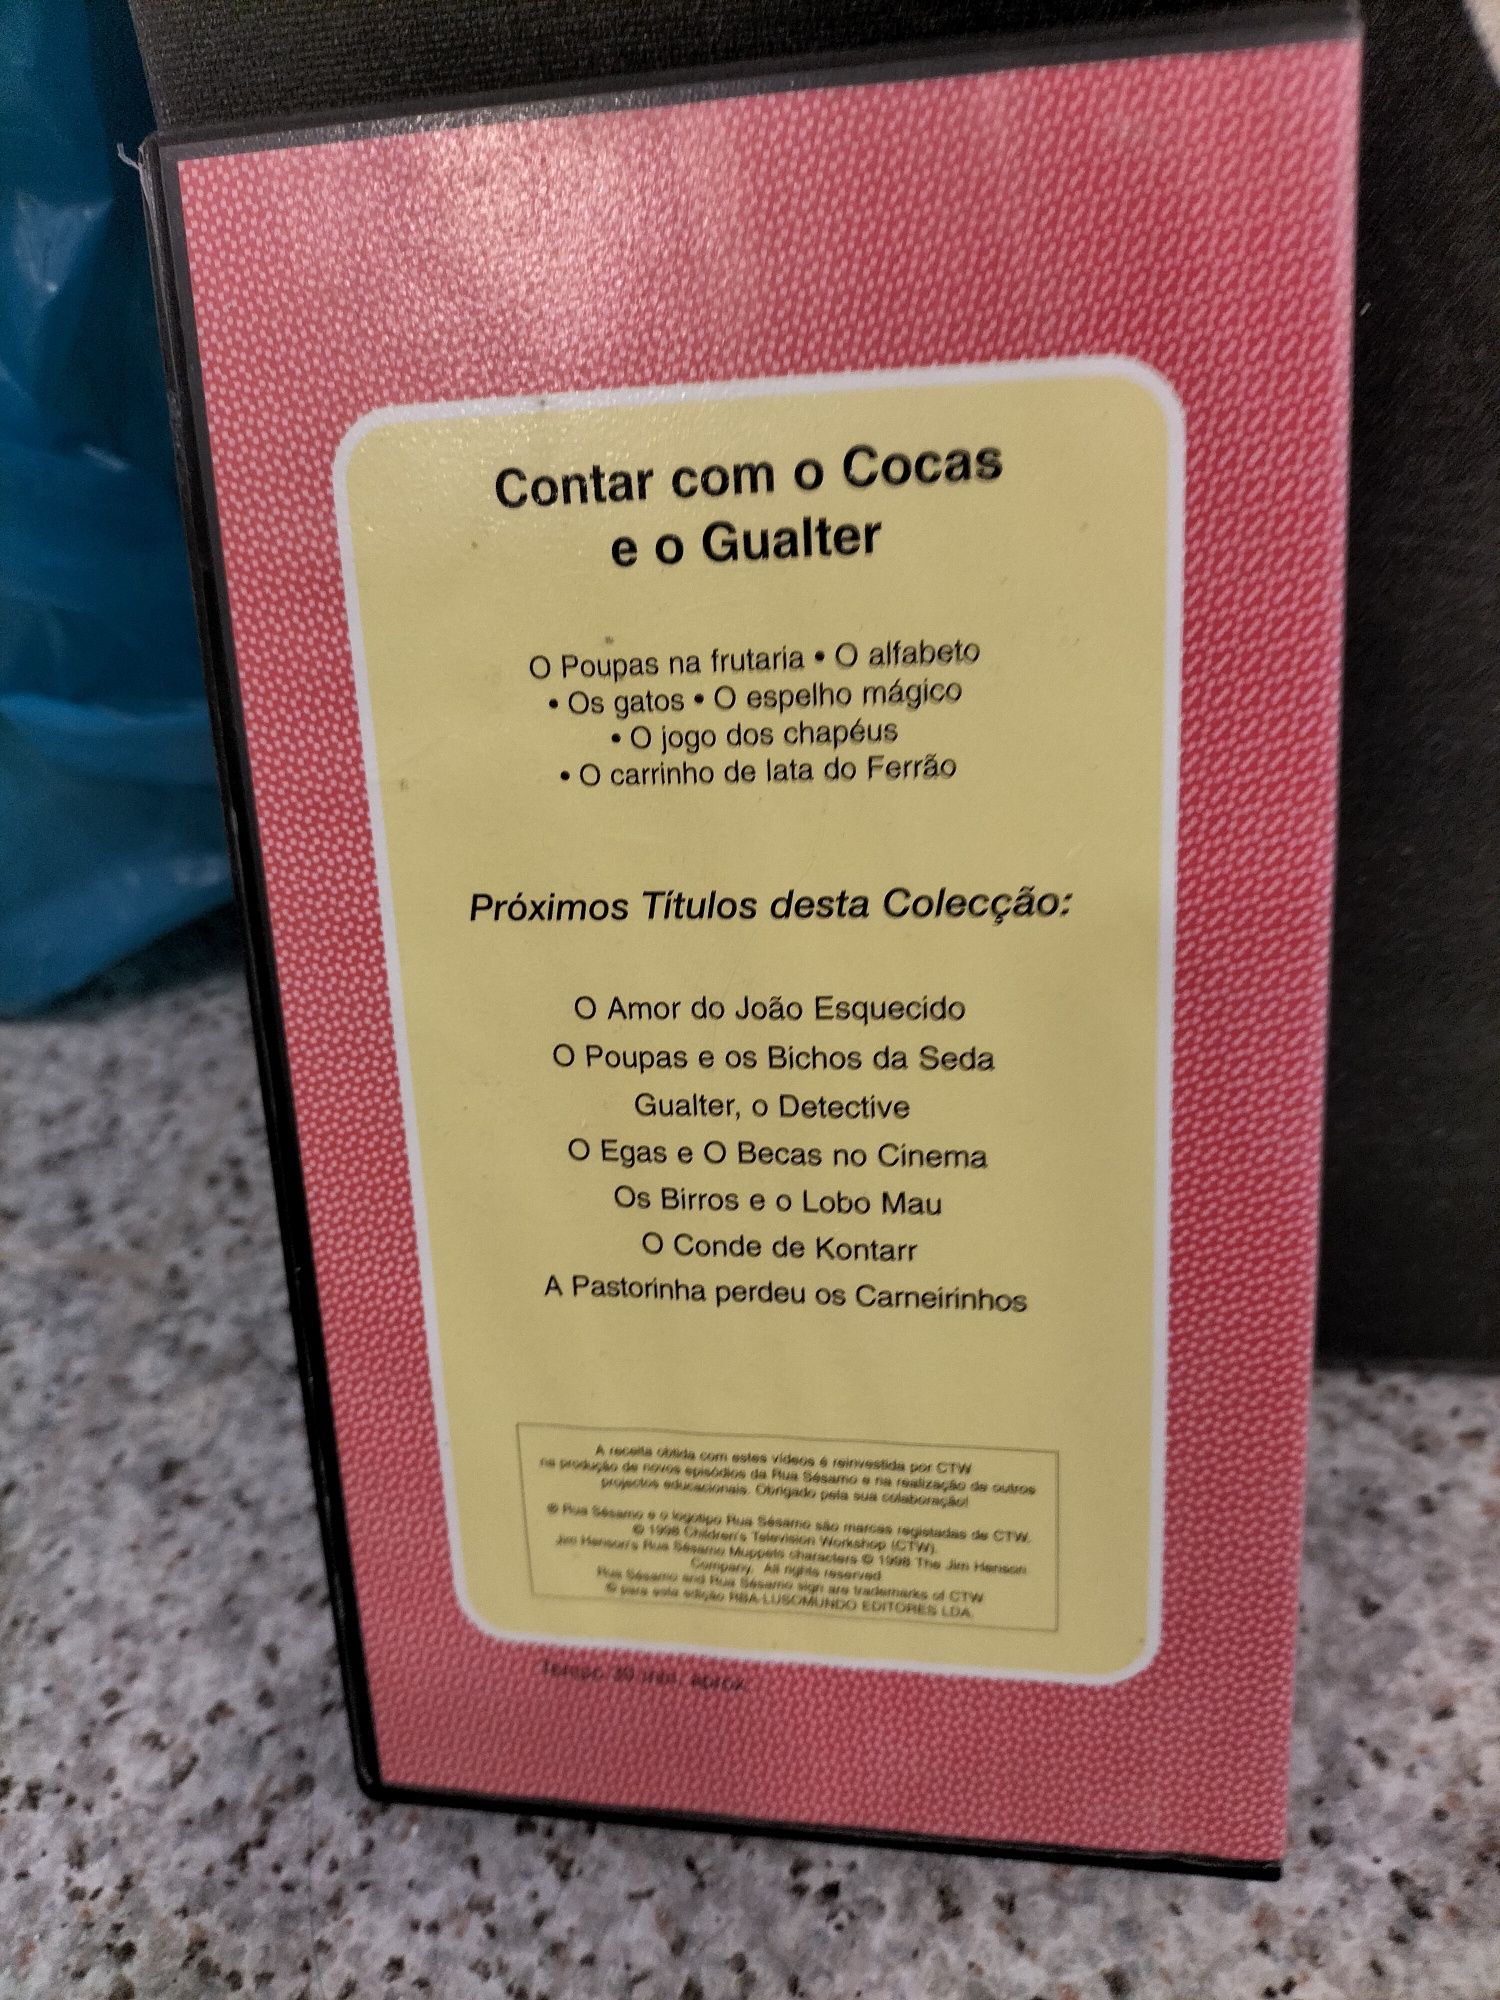 Contar com o Cocas
e o Gualter
O Poupas na frutaria • O alfabeto
• Os gatos • O espelho mágico
• O jogo dos chapéus
• O carrinho de lata do Ferrão
Próximos Títulos desta Colecção:
O Amor do João Esquecido
O Poupas e os Bichos da Seda
Gualter, o Detective
O Egas e O Becas no Cinema
Os Birros e o Lobo Mau
O Conde de Kontarr
A Pastorinha perdeu os Carneirinhos
A receita obtida com estes vídeos é reinvestida por CTW
na produção de novos episódios da Rua Sésamo e na realização de outros
projectos educacionais. Obrigado pela sua colaboração!
® Rua Sésamo e o logotipo Rua Sésamo são marcas registadas de CTW.
© 1998 Children's Television Workshop (CTW).
Jim Henson's Rua Sésamo Muppets characters © 1998 The Jim Henson
Company. All rights reserved.
Rua Sésamo and Rua Sésamo sign are trademarks of CTW
© para esta edição RBA-LUSOMUNDO EDITORES LDA.
Tempo 30 min. aprox.